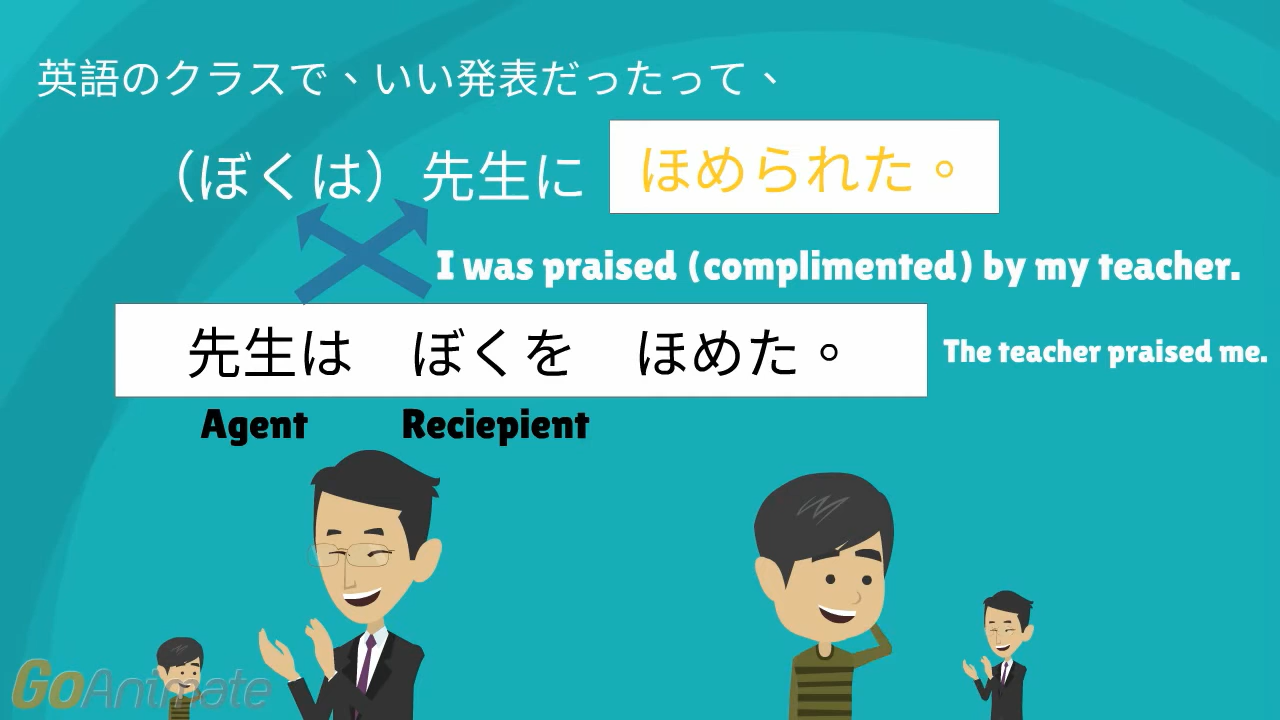 英語のクラスで、いい発表だったって、
（ぼくは）先生に ほめられた。
I was praised (complimented) by my teacher.
先生は ぼくを ほめた。
The teacher praised me.
Agent Reciepient
GoAnimate